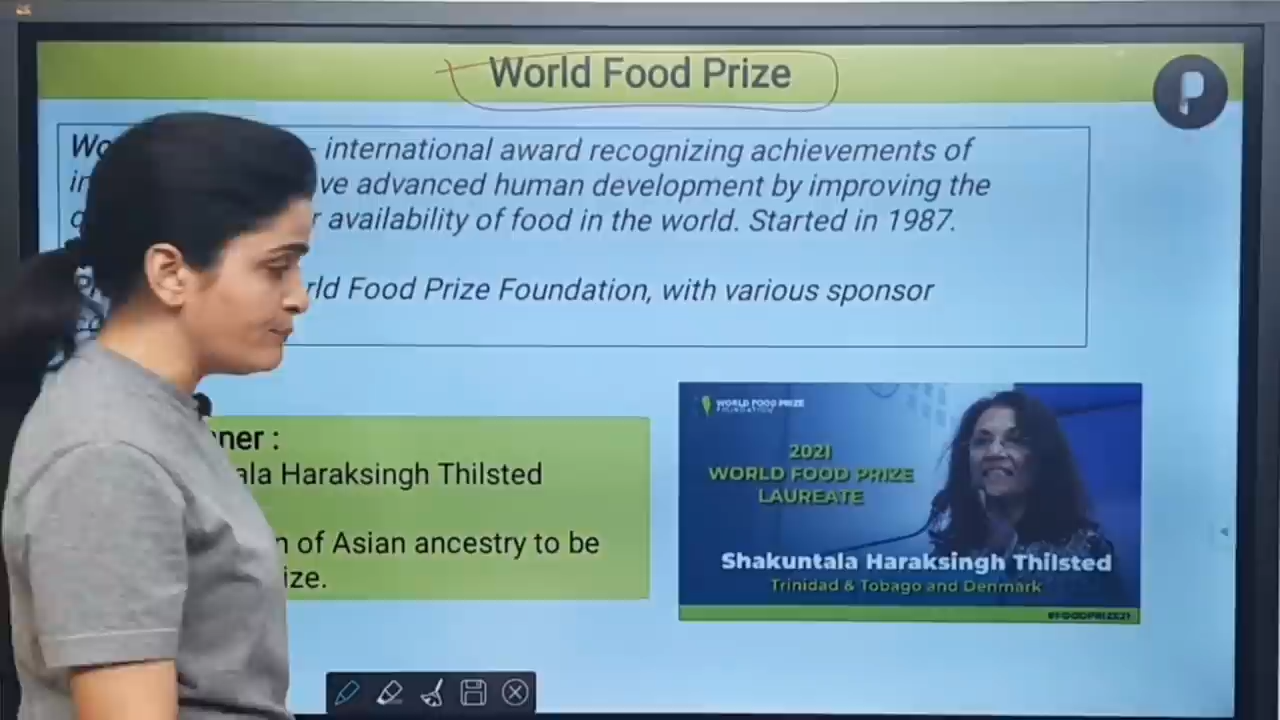 World Food Prize
Wo - international award recognizing achievements of
in ve advanced human development by improving the
r availability of food in the world. Started in 1987.
rld Food Prize Foundation, with various sponsor
ner :
ala Haraksingh Thilsted
n of Asian ancestry to be
ize.
WORLD FOOD PRIZE
FOUNDATION
2021
WORLD FOOD PRIZE
LAUREATE
Shakuntala Haraksingh Thilsted
Trinidad & Tobago and Denmark
#FOODPRIZE21